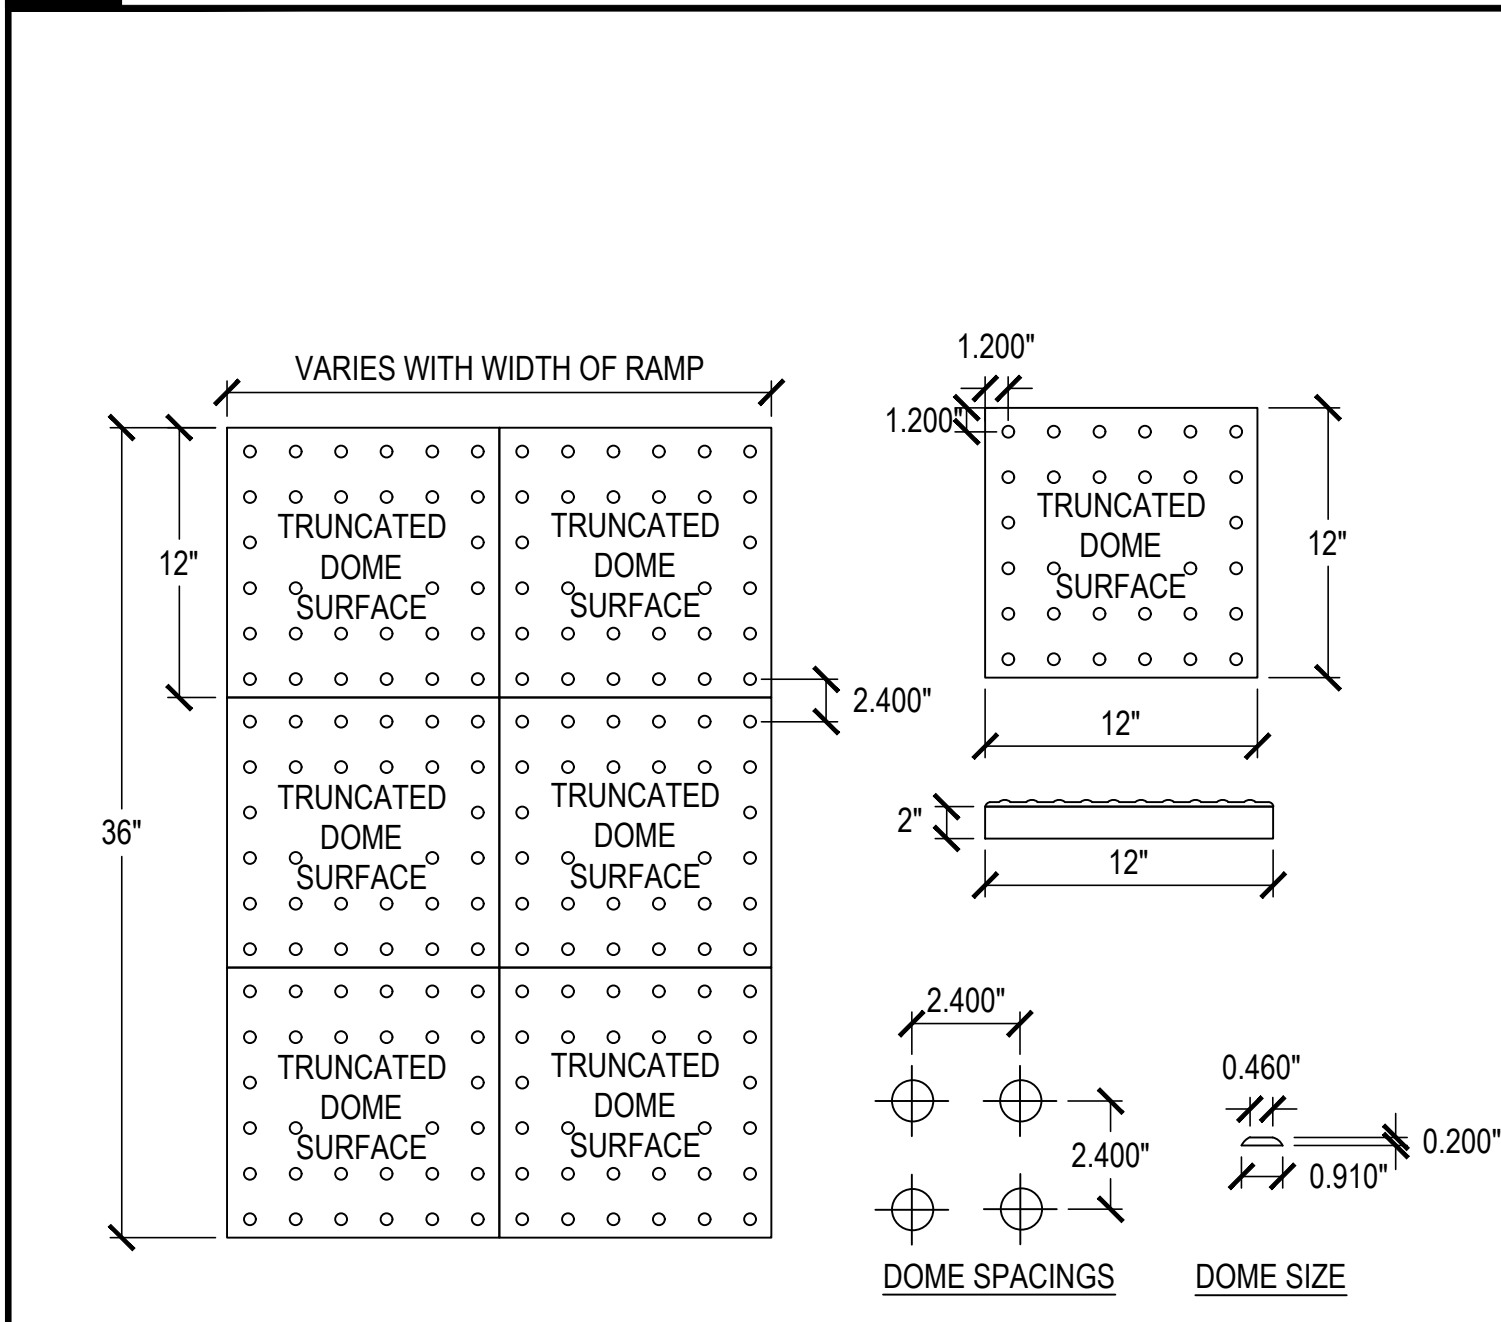 VARIES WITH WIDTH OF RAMP
36"
12"
TRUNCATED
DOME
SURFACE
TRUNCATED
DOME
SURFACE
2.400"
TRUNCATED
DOME
SURFACE
TRUNCATED
DOME
SURFACE
TRUNCATED
DOME
SURFACE
TRUNCATED
DOME
SURFACE
1.200"
1.200"
TRUNCATED
DOME
SURFACE
12"
12"
2"
12"
2.400"
2.400"
DOME SPACINGS
0.460"
0.200"
0.910"
DOME SIZE